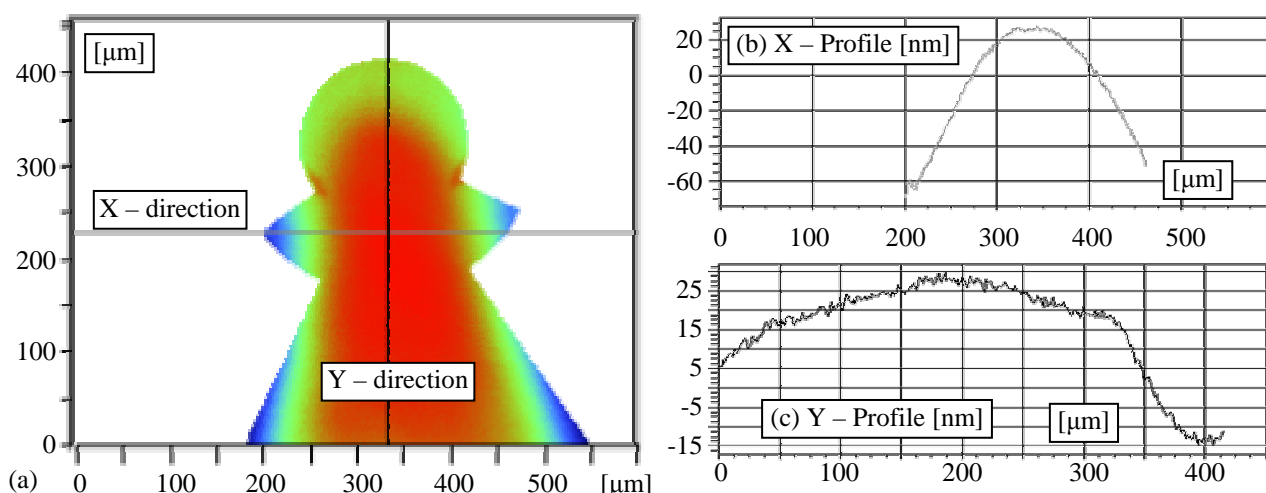 [μm]
400
300
X – direction
200
100
Y – direction
0
(a)
0 100 200 300 400 500 [μm]
(b) X – Profile [nm]
20
0
-20
-40
-60
[μm]
0 100 200 300 400 500
25
15
5
-5
-15
(c) Y – Profile [nm]
[μm]
0 100 200 300 400